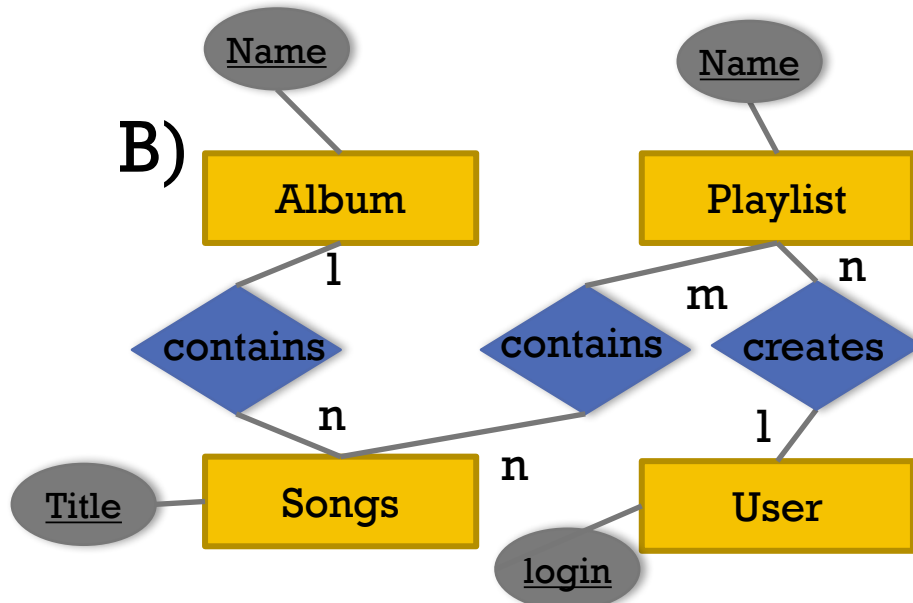 Name
Name
B)
Album
Playlist
1
n
m
contains
contains
creates
n
1
n
Title
Songs
User
login